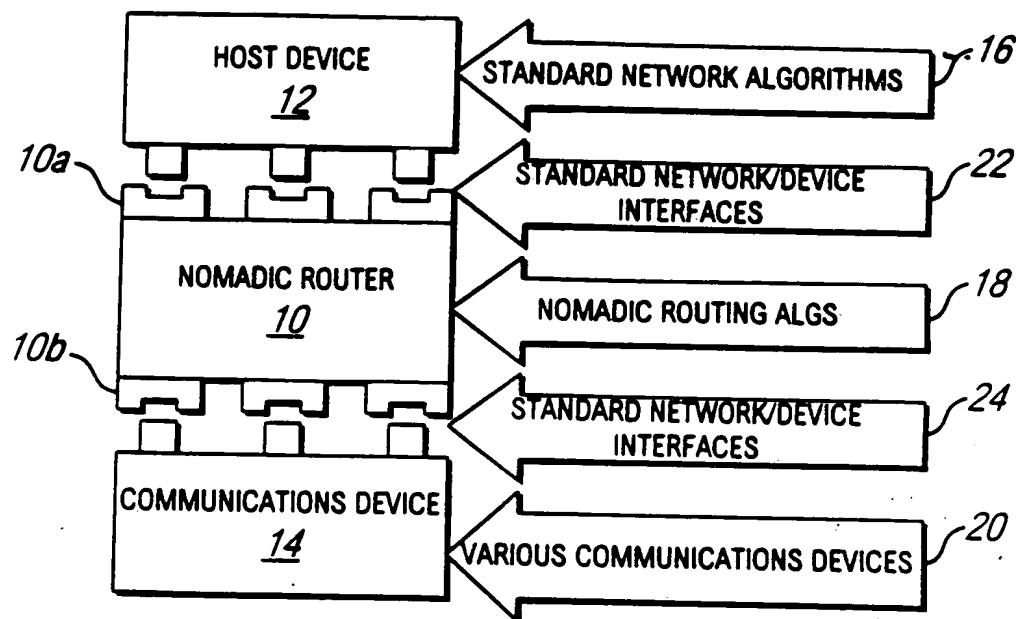 HOST DEVICE
12
STANDARD NETWORK ALGORITHMS
16
10a
STANDARD NETWORK/DEVICE
INTERFACES
22
NOMADIC ROUTER
10
NOMADIC ROUTING ALGS
18
10b
STANDARD NETWORK/DEVICE
INTERFACES
24
COMMUNICATIONS DEVICE
14
VARIOUS COMMUNICATIONS DEVICES
20